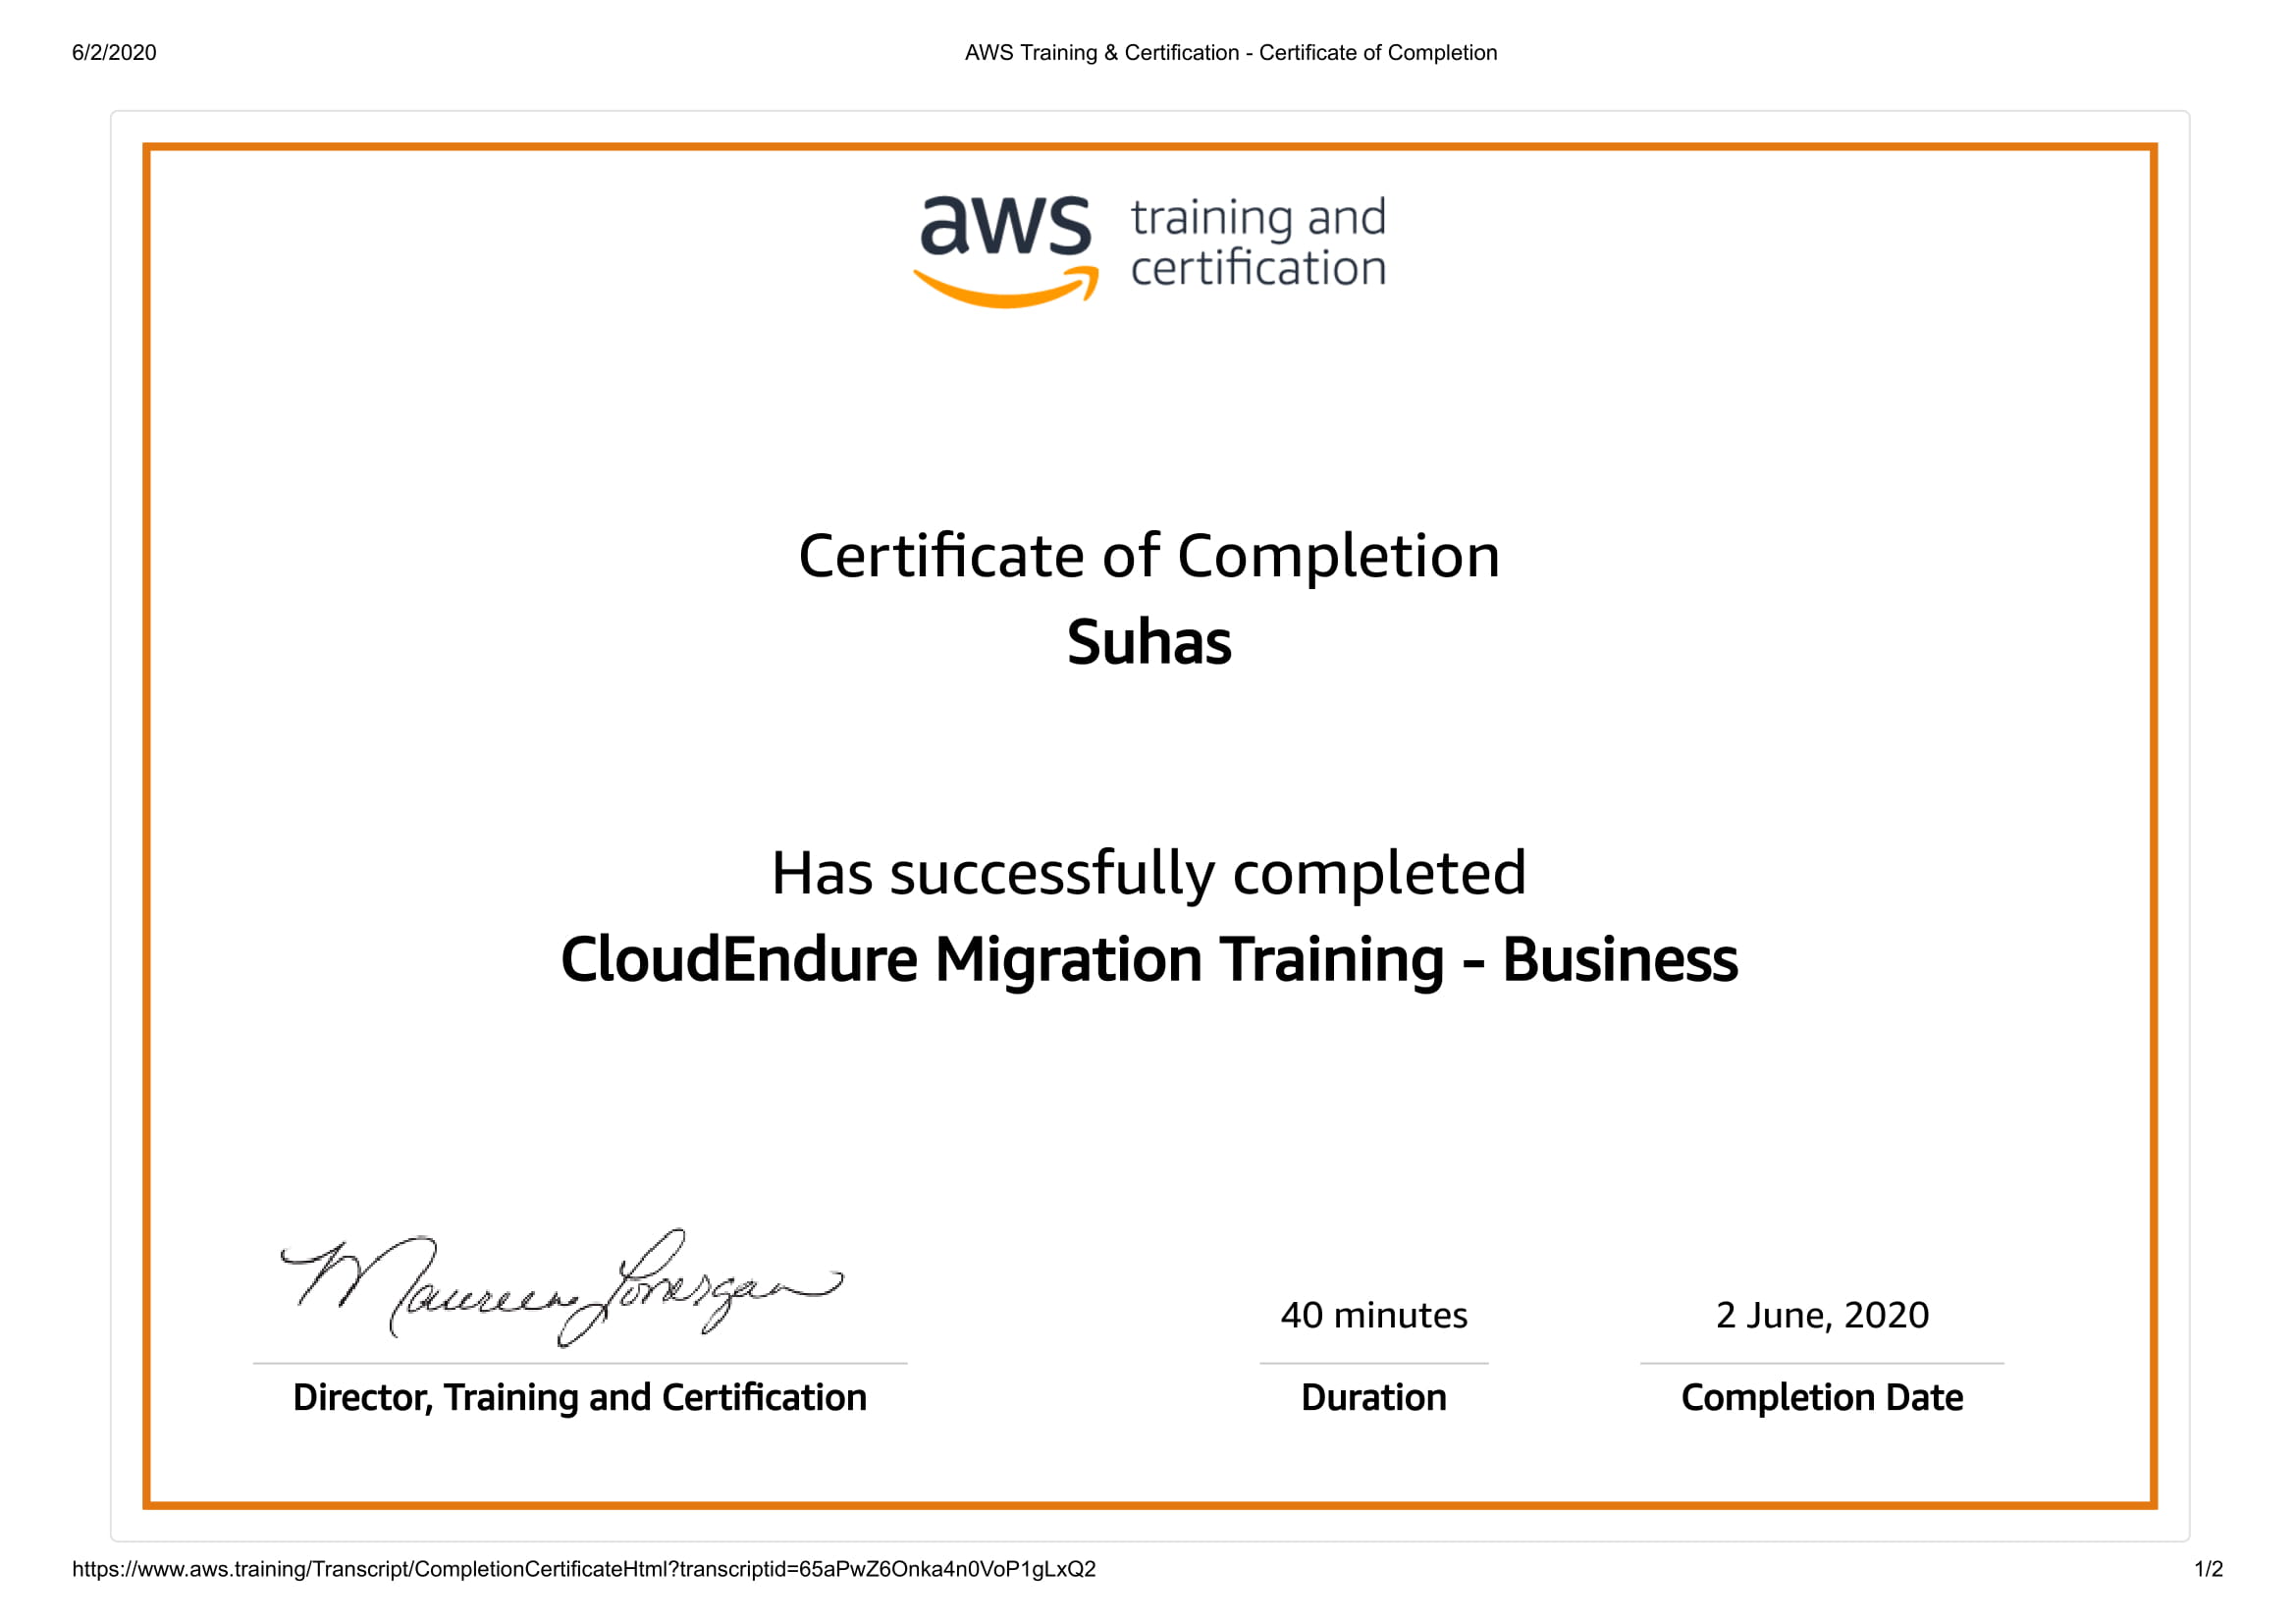 6/2/2020 AWS Training & Certification - Certificate of Completion
aws training and
certification
Certificate of Completion
Suhas
Has successfully completed
CloudEndure Migration Training - Business
Maureen Lonergan
40 minutes 2 June, 2020
Director, Training and Certification Duration Completion Date
https://www.aws.training/Transcript/CompletionCertificateHtml?transcriptid=65aPwZ6Onka4n0VoP1gLxQ2 1/2